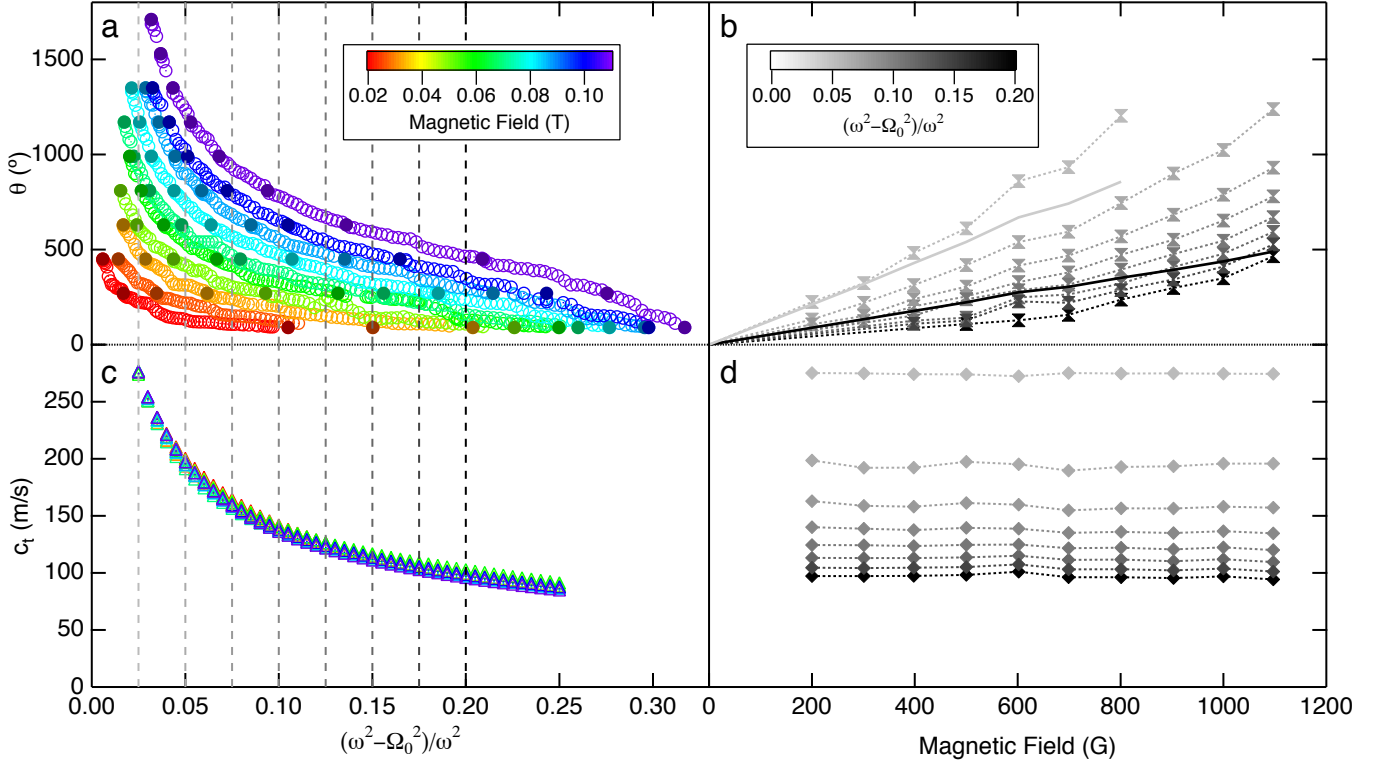 a
b
1500
1000
500
0
θ (º)
0.02 0.04 0.06 0.08 0.10
Magnetic Field (T)
0.00 0.05 0.10 0.15 0.20
(ω²−Ω₀²)/ω²
c
d
250
200
150
100
50
0
cₜ (m/s)
0.00 0.05 0.10 0.15 0.20 0.25 0.30
(ω²−Ω₀²)/ω²
0 200 400 600 800 1000 1200
Magnetic Field (G)